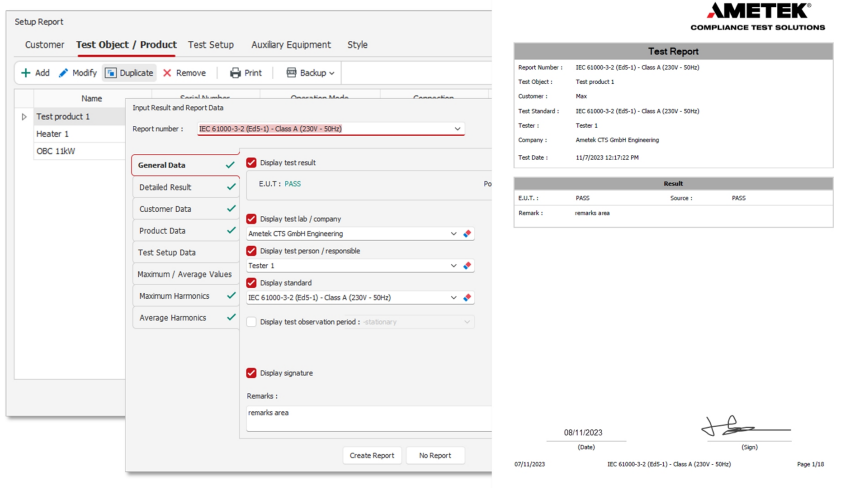 Setup Report
Customer Test Object / Product Test Setup Auxiliary Equipment Style
Add Modify Duplicate Remove Print Backup
Name Serial Number Operation Mode Connection
Test product 1
Heater 1
OBC 11kW
Input Result and Report Data
Report number : IEC 61000-3-2 (Ed5-1) - Class A (230V - 50Hz)
General Data
Detailed Result
Customer Data
Product Data
Test Setup Data
Maximum / Average Values
Maximum Harmonics
Average Harmonics
Display test result
E.U.T : PASS Po
Display test lab / company
Ametek CTS GmbH Engineering
Display test person / responsible
Tester 1
Display standard
IEC 61000-3-2 (Ed5-1) - Class A (230V - 50Hz)
Display test observation period : -stationary
Display signature
Remarks :
remarks area
Create Report No Report
AMETEK®
COMPLIANCE TEST SOLUTIONS
Test Report
Report Number : IEC 61000-3-2 (Ed5-1) - Class A (230V - 50Hz)
Test Object : Test product 1
Customer : Max
Test Standard : IEC 61000-3-2 (Ed5-1) - Class A (230V - 50Hz)
Tester : Tester 1
Company : Ametek CTS GmbH Engineering
Test Date : 11/7/2023 12:17:22 PM
Result
E.U.T. : PASS Source : PASS
Remark : remarks area
08/11/2023
(Date) (Sign)
07/11/2023 IEC 61000-3-2 (Ed5-1) - Class A (230V - 50Hz) Page 1/18